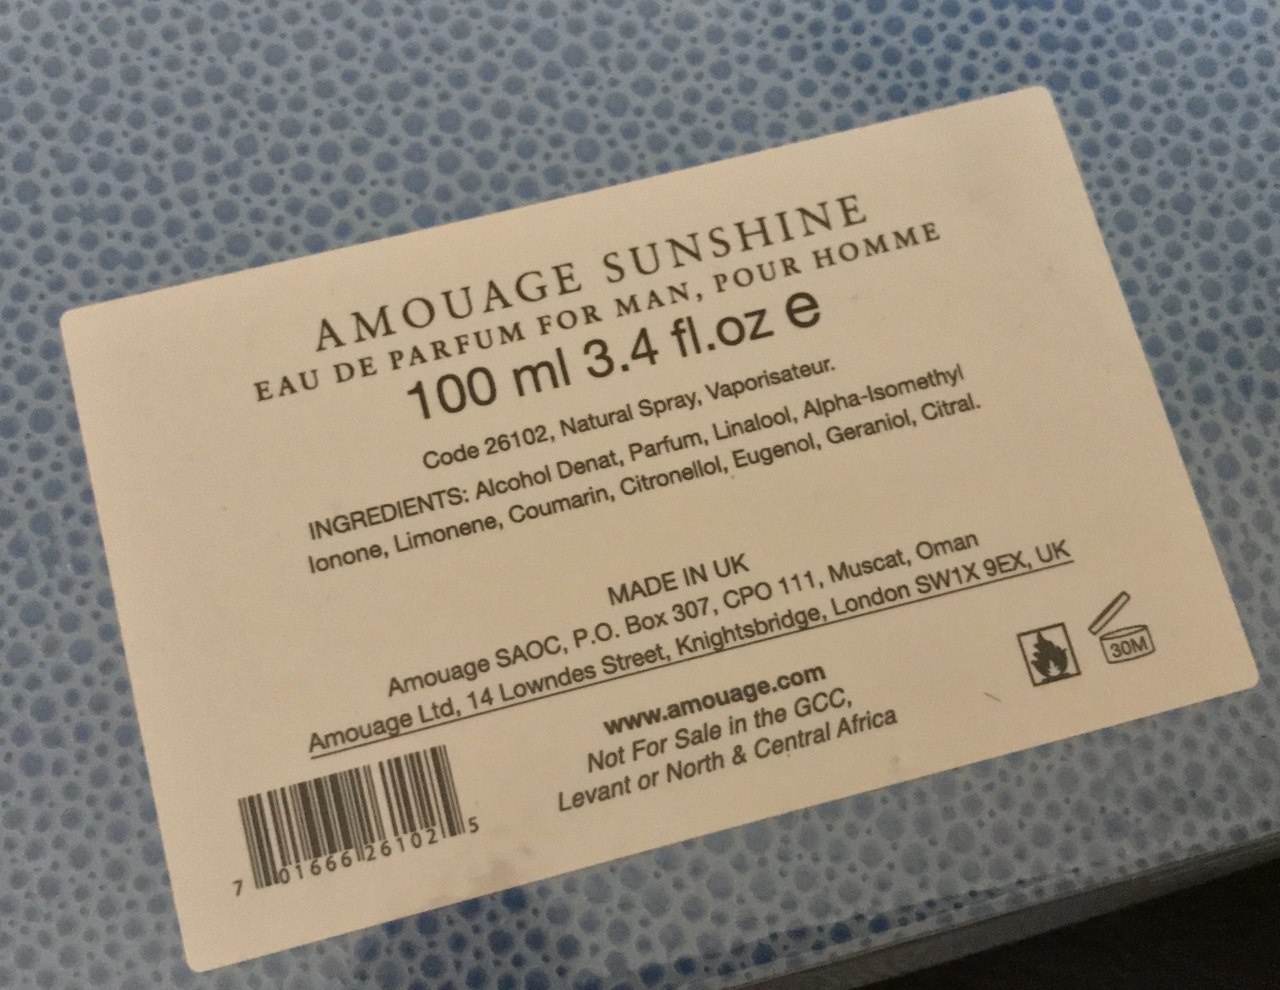 AMOUAGE SUNSHINE
EAU DE PARFUM FOR MAN, POUR HOMME
100 ml 3.4 fl.oz e
Code 26102, Natural Spray, Vaporisateur.
INGREDIENTS: Alcohol Denat, Parfum, Linalool, Alpha-Isomethyl
Ionone, Limonene, Coumarin, Citronellol, Eugenol, Geraniol, Citral.
MADE IN UK
Amouage SAOC, P.O. Box 307, CPO 111, Muscat, Oman
Amouage Ltd, 14 Lowndes Street, Knightsbridge, London SW1X 9EX, UK
30M
www.amouage.com
Not For Sale in the GCC,
Levant or North & Central Africa
7 01666 26102 5